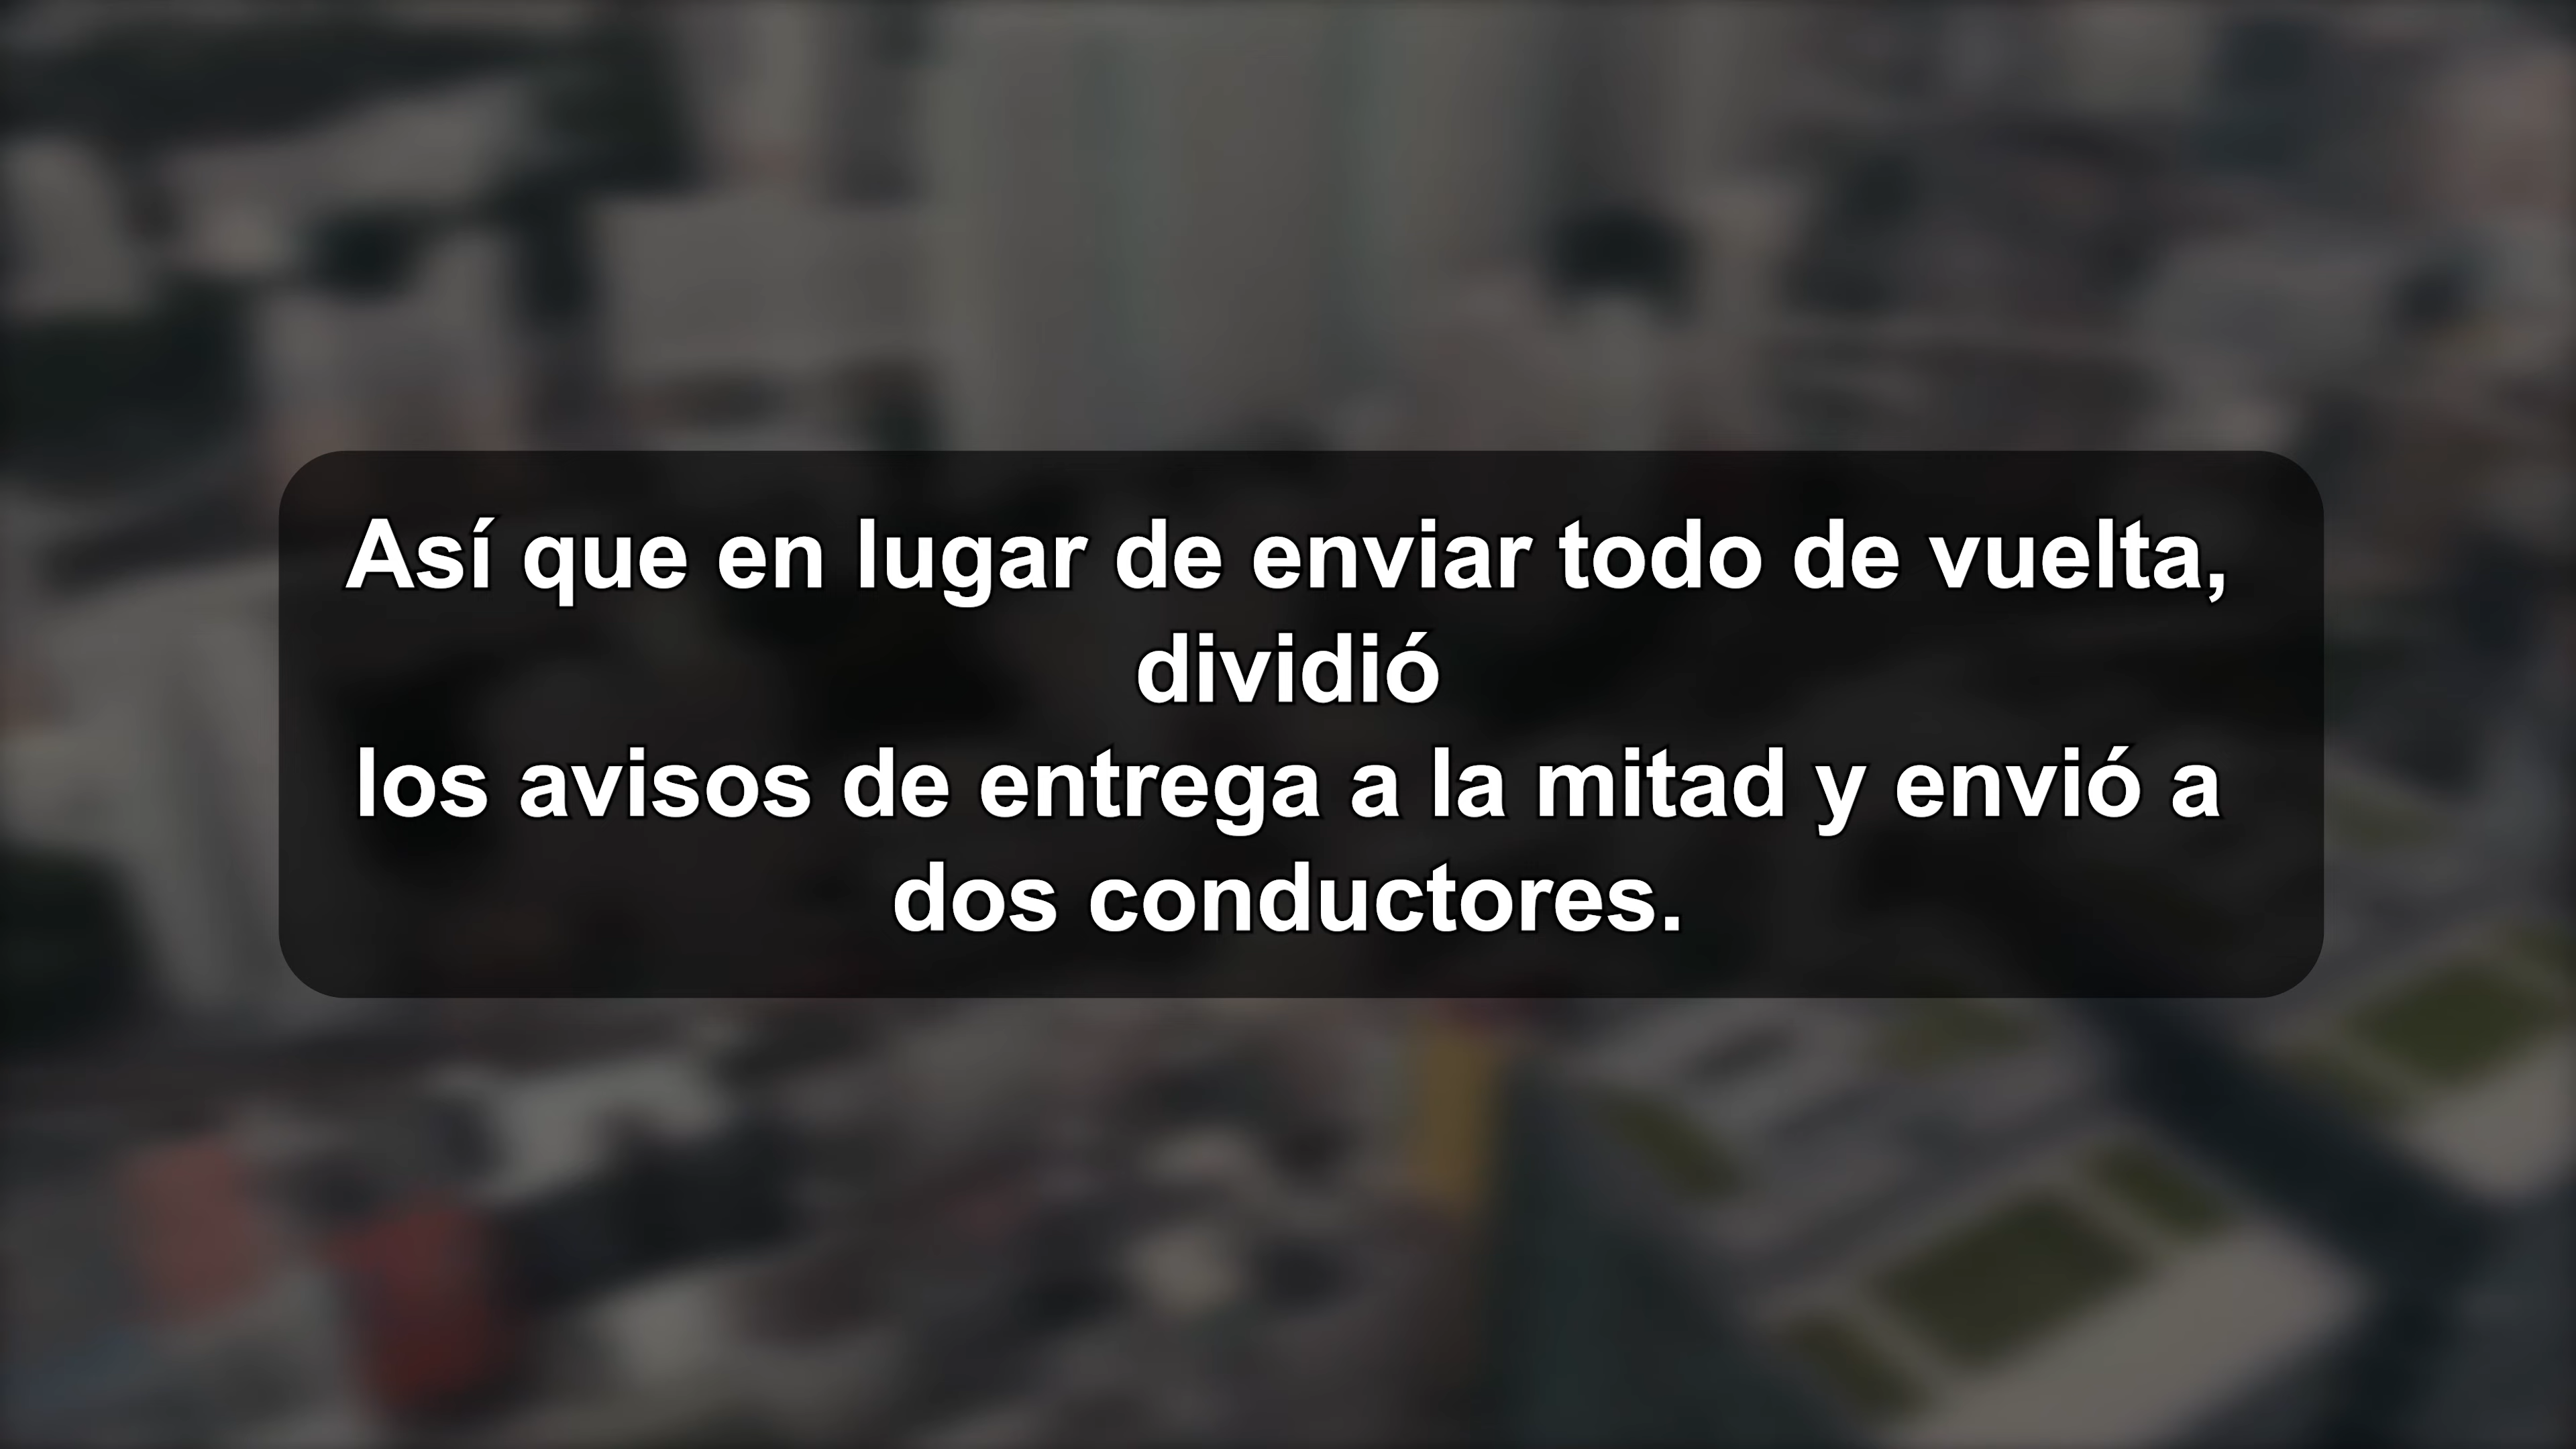 Así que en lugar de enviar todo de vuelta,
dividió
los avisos de entrega a la mitad y envió a
dos conductores.